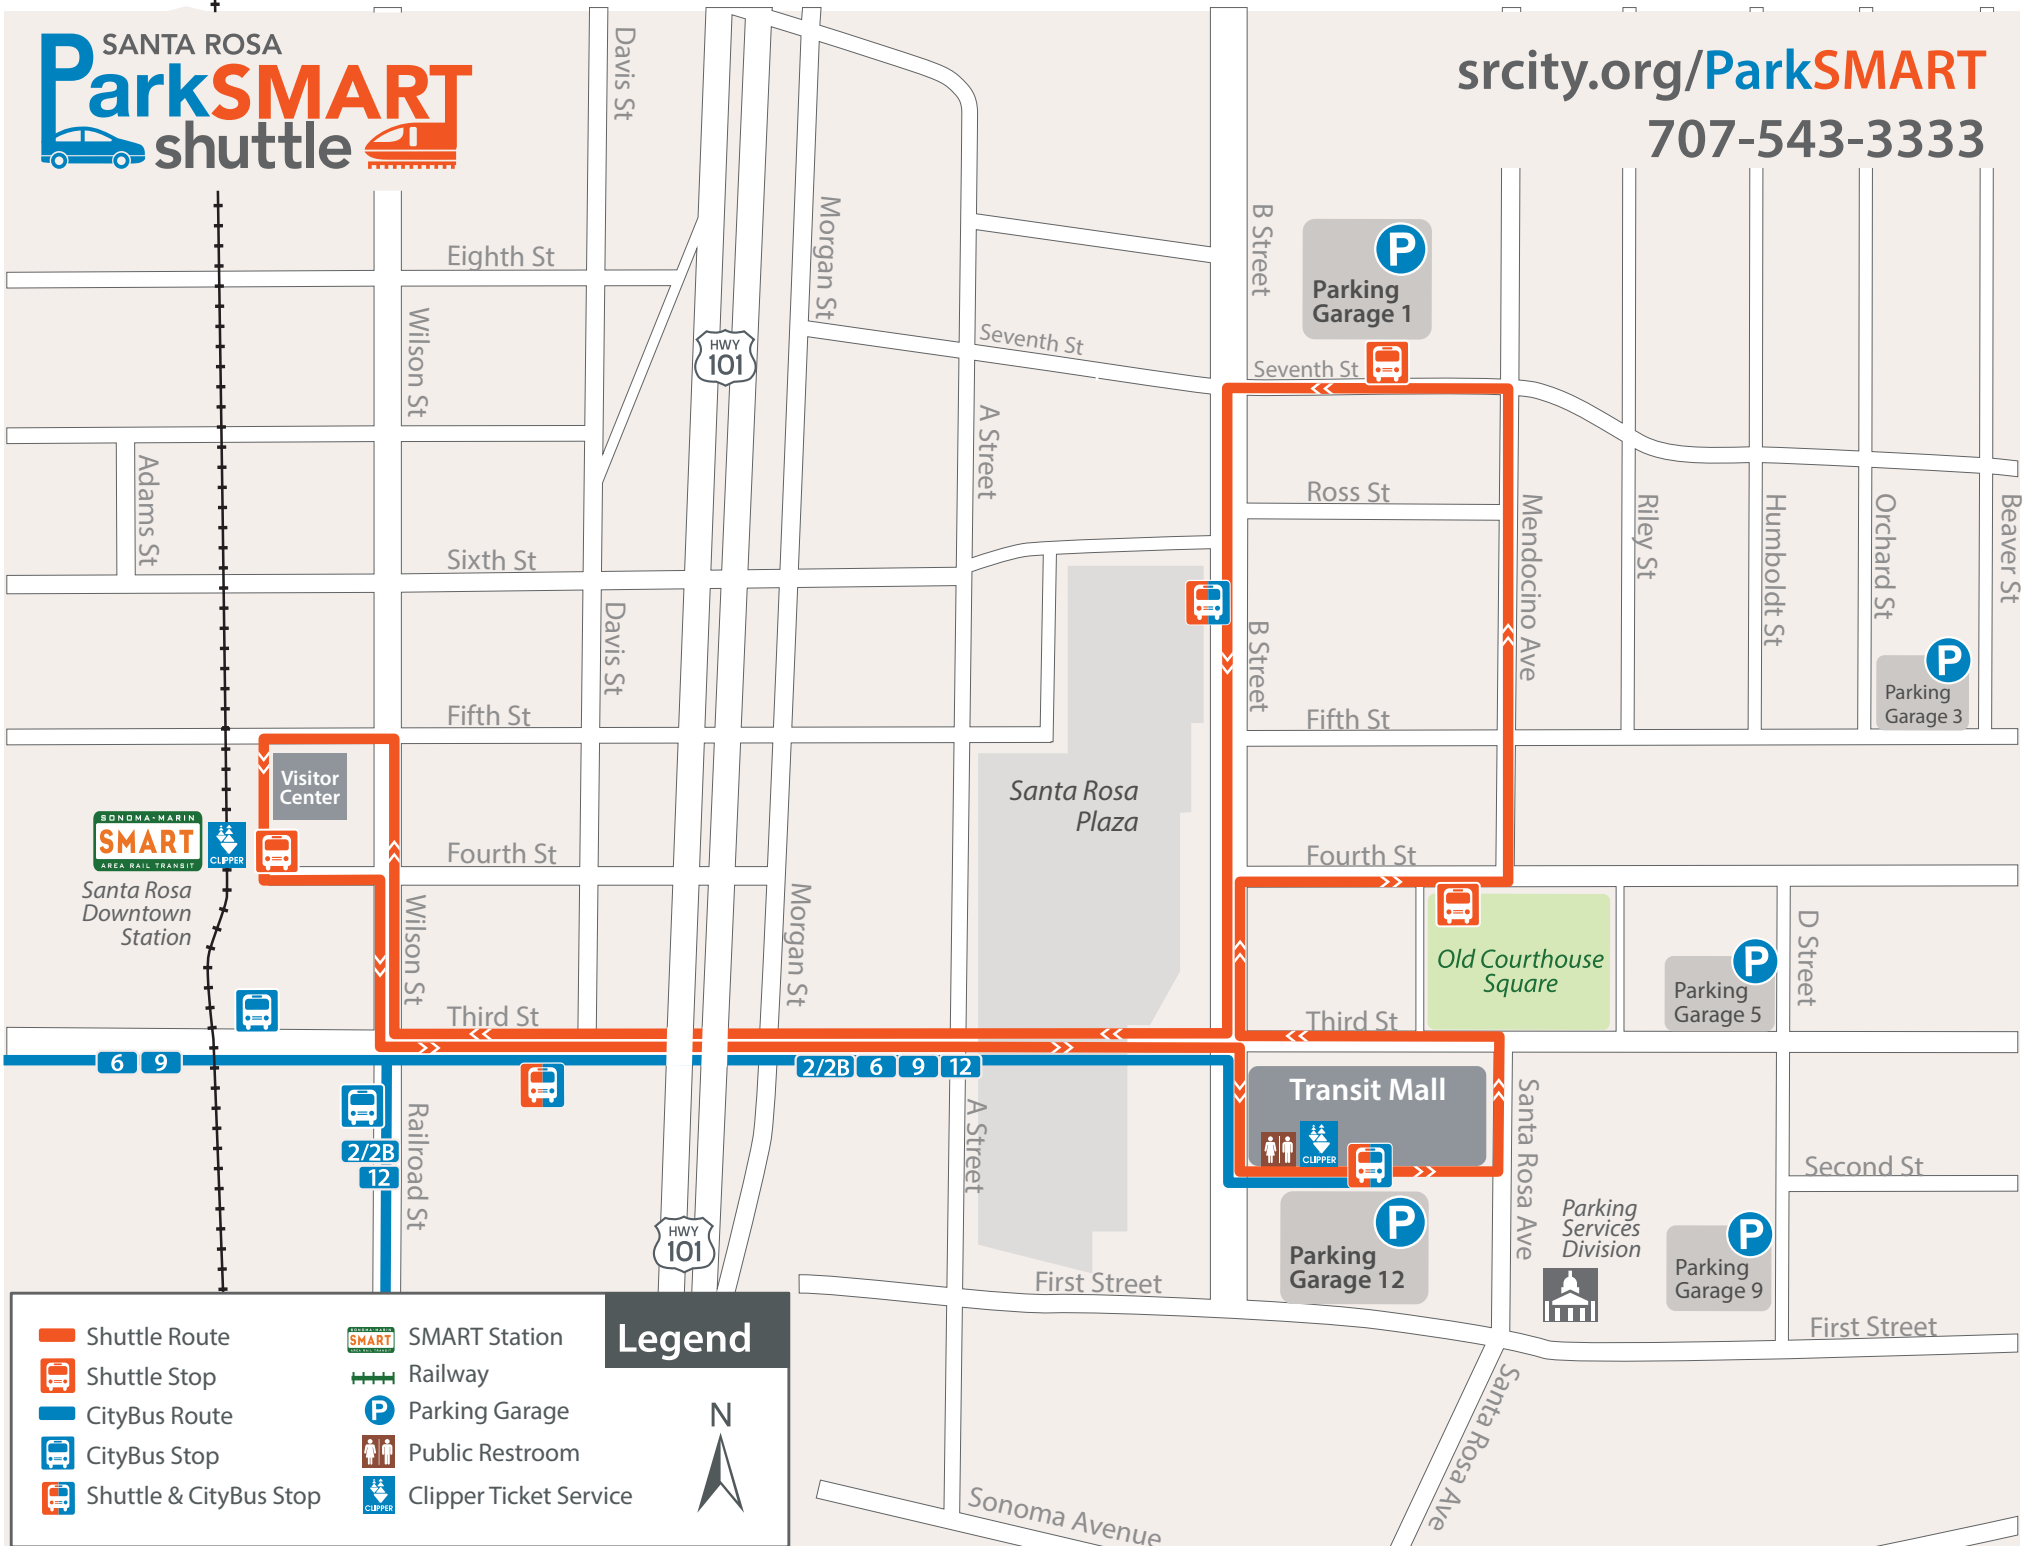 SANTA ROSA
ParkSMART
shuttle
srcity.org/ParkSMART
707-543-3333
Davis St
Morgan St
B Street
Eighth St
Wilson St
HWY
101
Seventh St
Seventh St
P
Parking
Garage 1
Adams St
A Street
Ross St
Mendocino Ave
Riley St
Humboldt St
Orchard St
Beaver St
Sixth St
Davis St
B Street
P
Parking
Garage 3
Fifth St
Fifth St
Visitor
Center
Santa Rosa
Plaza
SONOMA-MARIN
SMART
AREA RAIL TRANSIT
CLIPPER
Santa Rosa
Downtown
Station
Fourth St
Fourth St
Wilson St
Morgan St
Old Courthouse
Square
P
Parking
Garage 5
D Street
Third St
Third St
6
9
2/2B
6
9
12
2/2B
12
Railroad St
A Street
Transit Mall
CLIPPER
Santa Rosa Ave
Second St
HWY
101
P
Parking
Garage 12
Parking
Services
Division
P
Parking
Garage 9
First Street
First Street
Santa Rosa Ave
Sonoma Avenue
Legend
Shuttle Route
Shuttle Stop
CityBus Route
CityBus Stop
Shuttle & CityBus Stop
SONOMA-MARIN
SMART
AREA RAIL TRANSIT
SMART Station
Railway
P
Parking Garage
Public Restroom
CLIPPER
Clipper Ticket Service
N